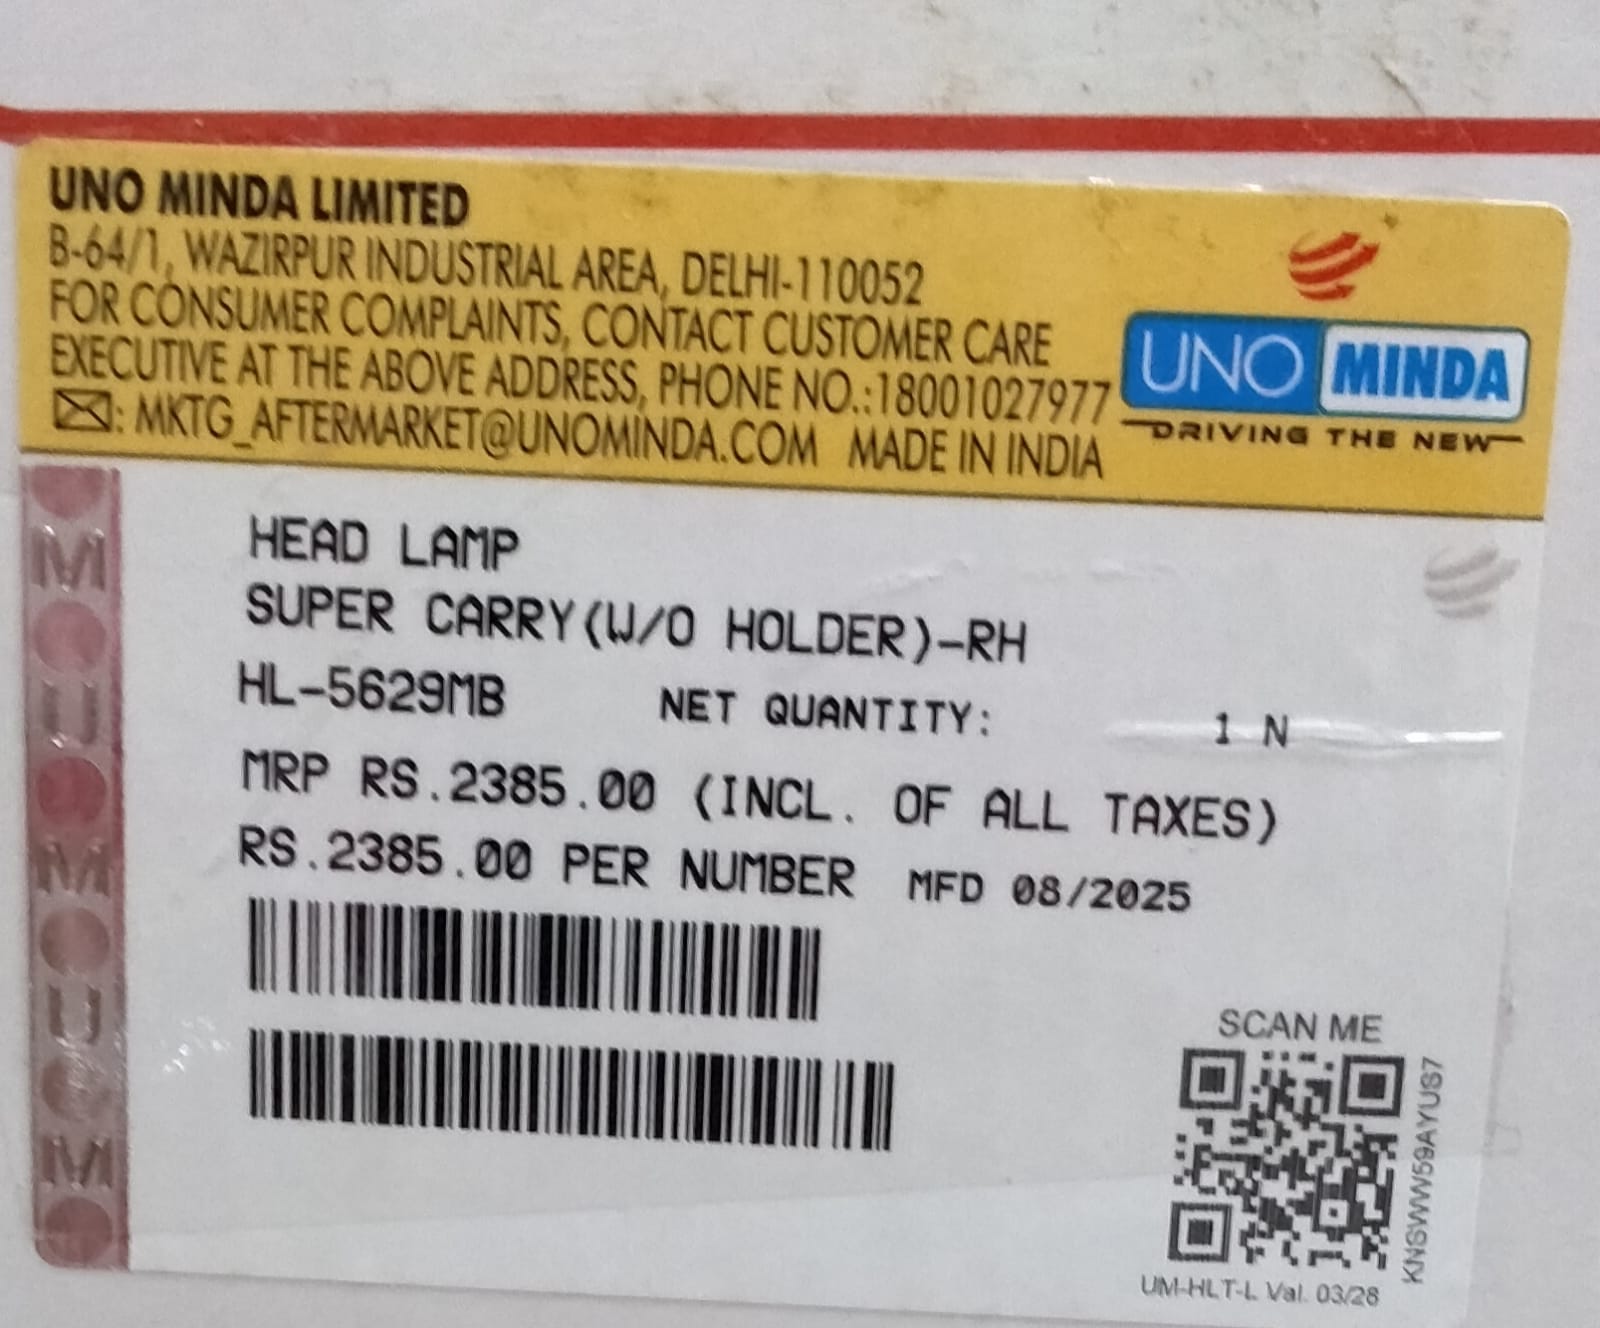 UNO MINDA LIMITED
B-64/1, WAZIRPUR INDUSTRIAL AREA, DELHI-110052
FOR CONSUMER COMPLAINTS, CONTACT CUSTOMER CARE
EXECUTIVE AT THE ABOVE ADDRESS, PHONE NO.:18001027977
: MKTG_AFTERMARKET@UNOMINDA.COM MADE IN INDIA
UNO MINDA
DRIVING THE NEW
HEAD LAMP
SUPER CARRY(W/O HOLDER)-RH
HL-5629MB NET QUANTITY: 1 N
MRP RS.2385.00 (INCL. OF ALL TAXES)
RS.2385.00 PER NUMBER MFD 08/2025
SCAN ME
UM-HLT-L Val. 03/28